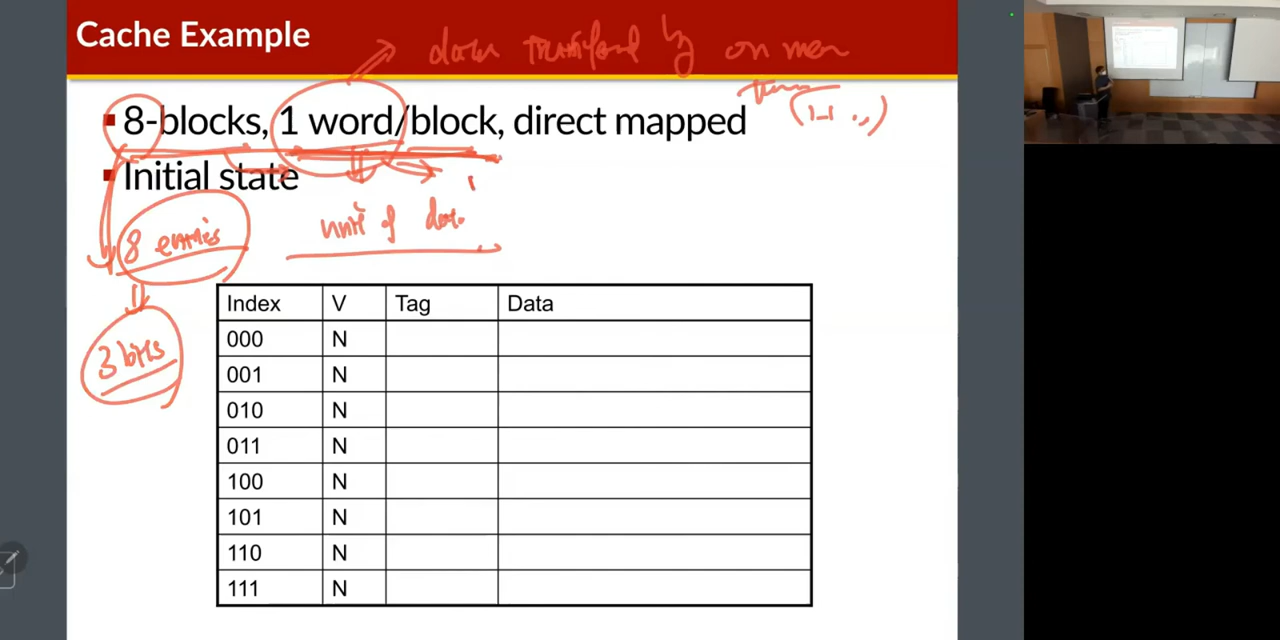 Cache Example
data by on mem
8-blocks, 1 word/block, direct mapped
Initial state
unit of data
8 entries
3 bits
Index V Tag Data
000 N
001 N
010 N
011 N
100 N
101 N
110 N
111 N